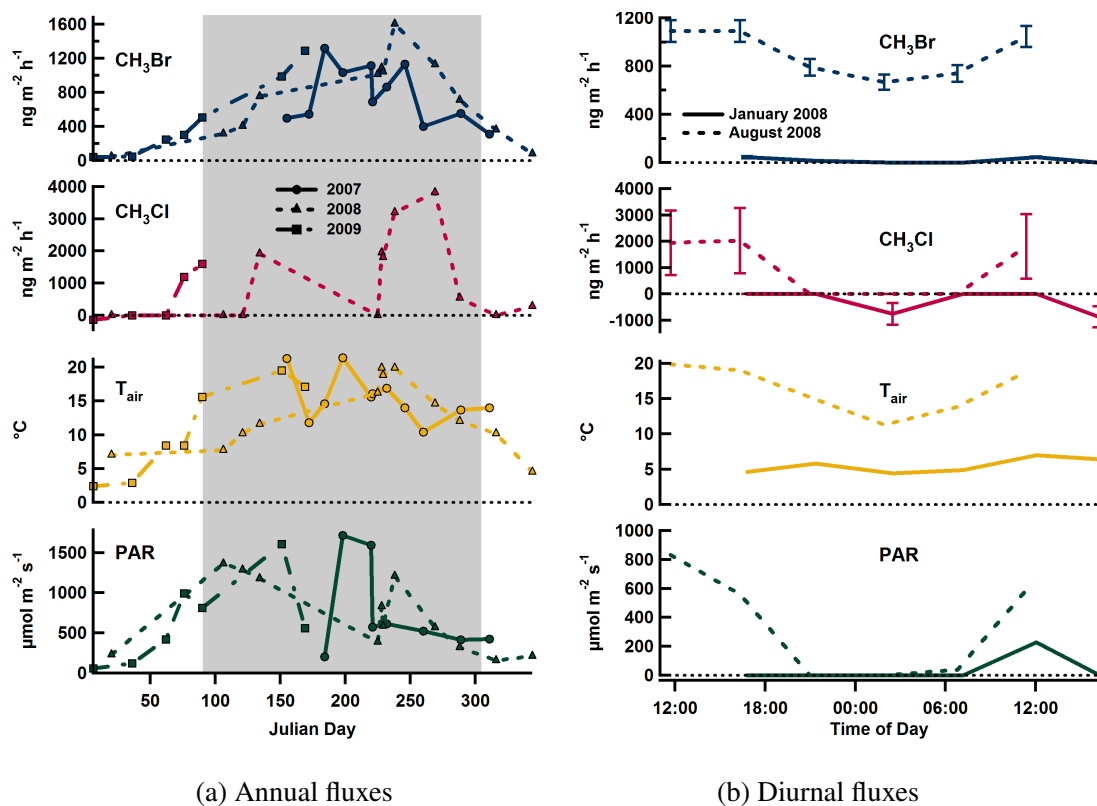 1600
1200
800
400
0
ng m⁻² h⁻¹
CH₃Br
4000
3000
2000
1000
0
ng m⁻² h⁻¹
CH₃Cl
2007
2008
2009
20
15
10
5
0
°C
Tair
1500
1000
500
0
µmol m⁻² s⁻¹
PAR
50 100 150 200 250 300
Julian Day
(a) Annual fluxes
1200
800
400
0
ng m⁻² h⁻¹
CH₃Br
January 2008
August 2008
4000
3000
2000
1000
0
-1000
ng m⁻² h⁻¹
CH₃Cl
20
15
10
5
0
°C
Tair
1000
800
600
400
200
0
µmol m⁻² s⁻¹
PAR
12:00 18:00 00:00 06:00 12:00
Time of Day
(b) Diurnal fluxes